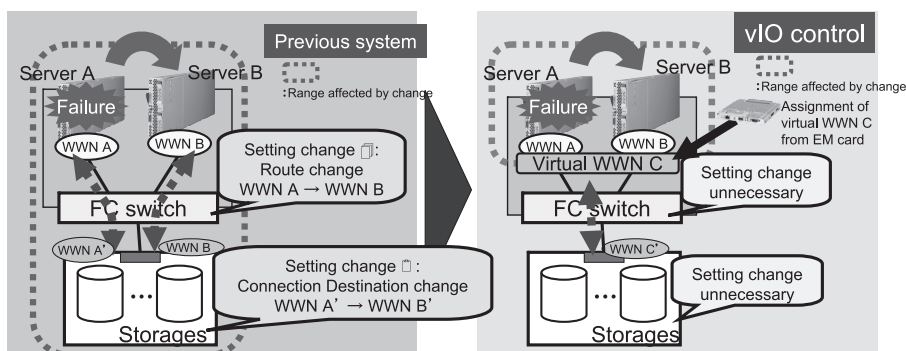 Previous system
Server A
Server B
:Range affected by change
Failure
WWN A
WWN B
Setting change :
Route change
WWN A → WWN B
FC switch
WWN A'
WWN B
Setting change :
Connection Destination change
WWN A' → WWN B'
...
Storages
vIO control
Server A
Server B
:Range affected by change
Failure
Assignment of
virtual WWN C
from EM card
WWN A
WWN B
Virtual WWN C
Setting change
unnecessary
FC switch
WWN C'
Setting change
unnecessary
...
Storages